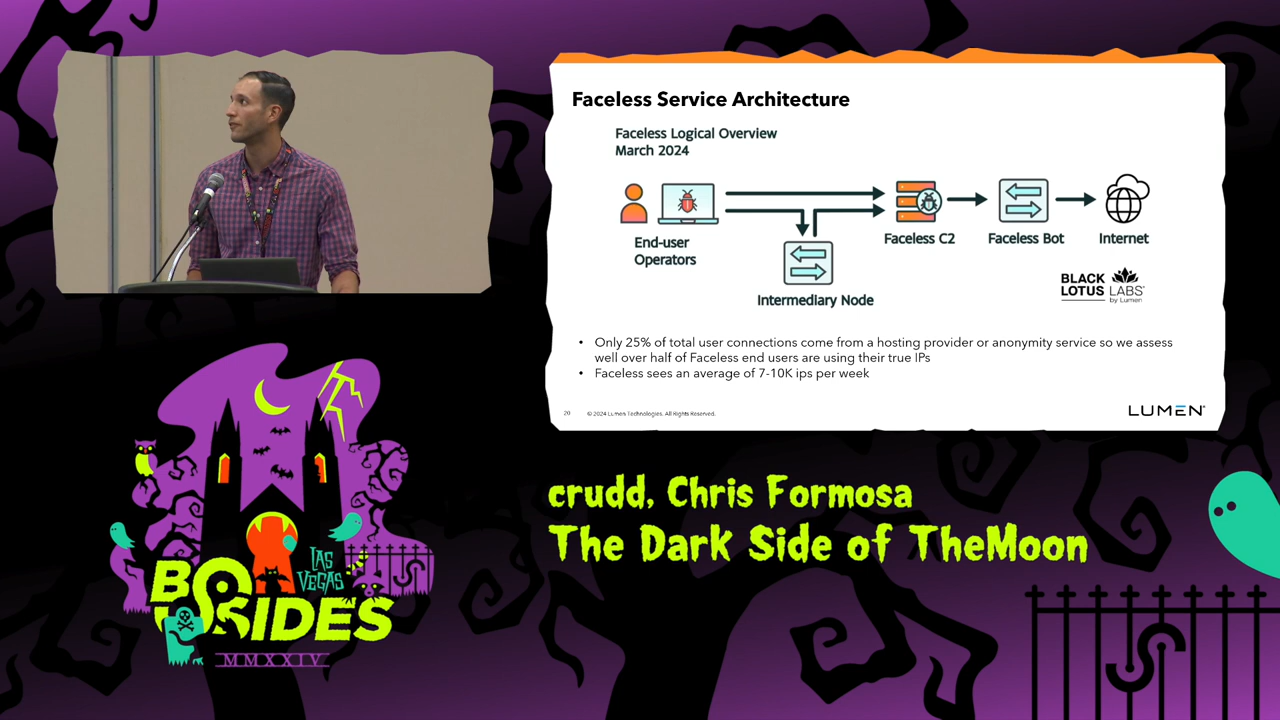 Faceless Service Architecture
Faceless Logical Overview
March 2024
End-user
Operators
Intermediary Node
Faceless C2
Faceless Bot
Internet
BLACK
LOTUS LABS®
by Lumen
• Only 25% of total user connections come from a hosting provider or anonymity service so we assess
well over half of Faceless end users are using their true IPs
• Faceless sees an average of 7-10K ips per week
20 © 2024 Lumen Technologies. All Rights Reserved.
LUMEN®
LAS
VEGAS
BSIDES
MMXXIV
crudd, Chris Formosa
The Dark Side of TheMoon